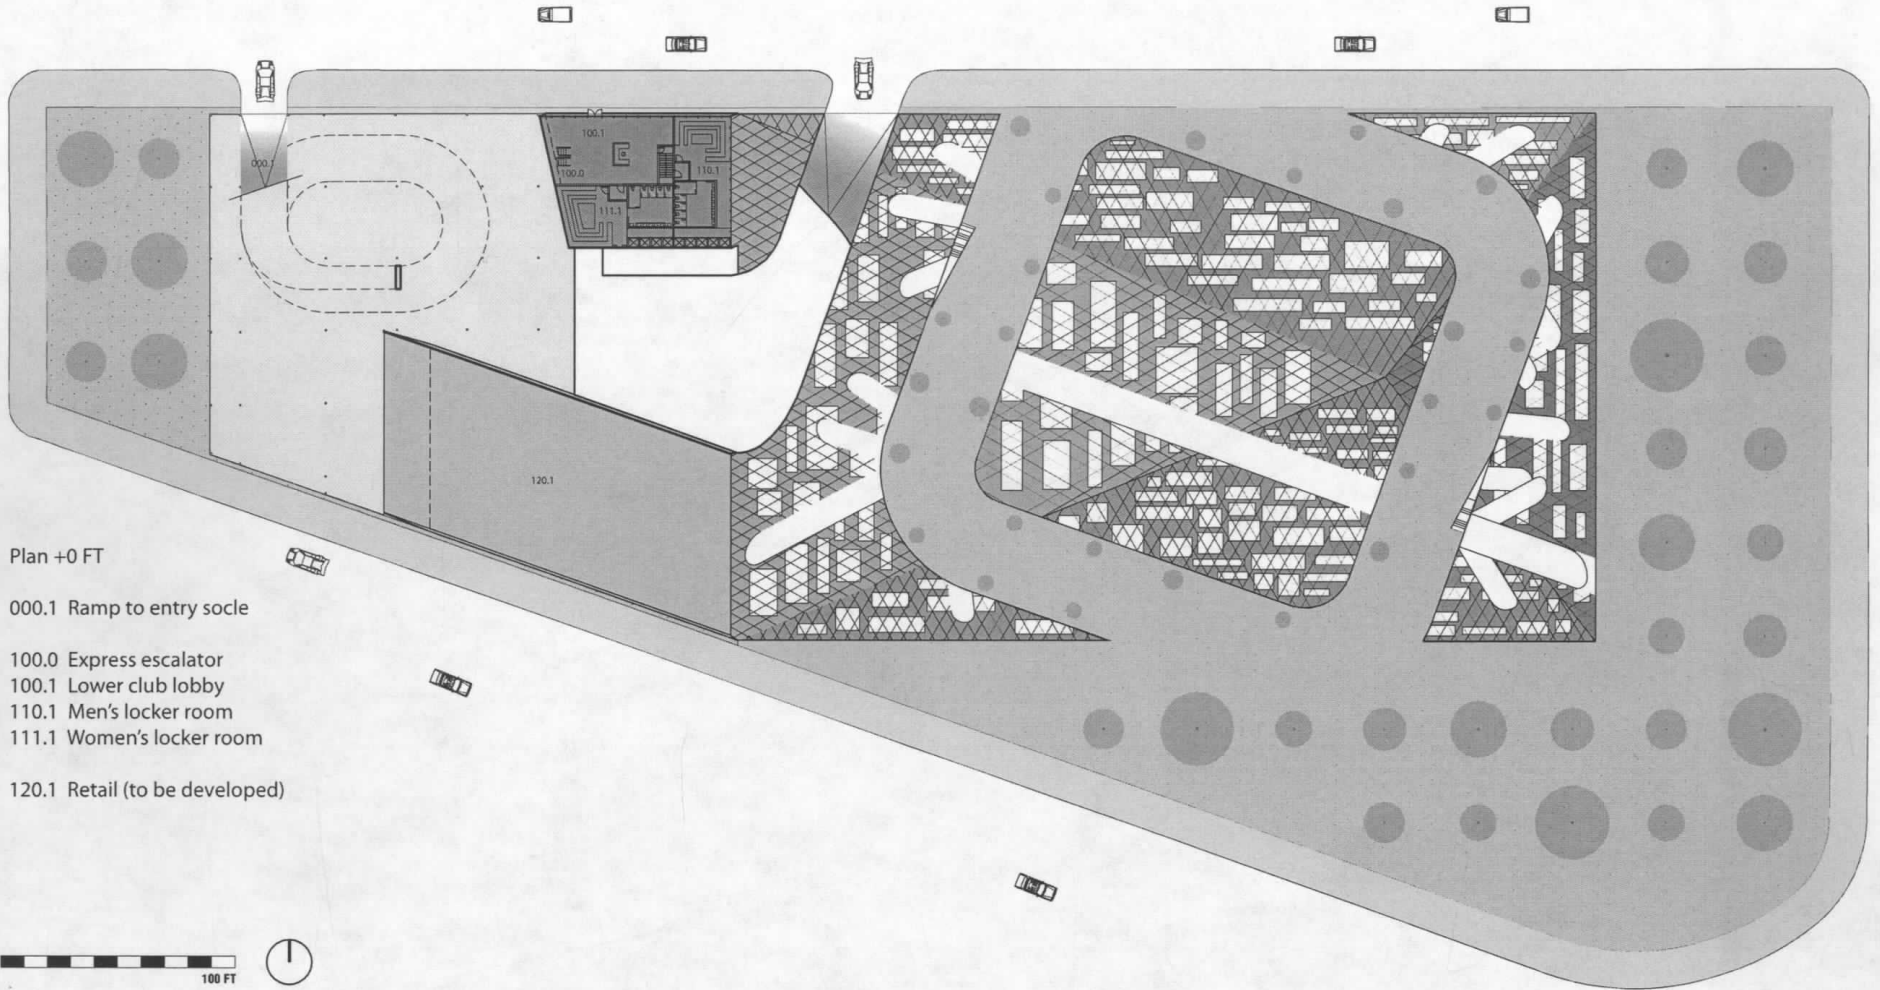 000.1
100.1
100.0
110.1
111.1
120.1
Plan +0 FT
000.1 Ramp to entry socle
100.0 Express escalator
100.1 Lower club lobby
110.1 Men's locker room
111.1 Women's locker room
120.1 Retail (to be developed)
100 FT